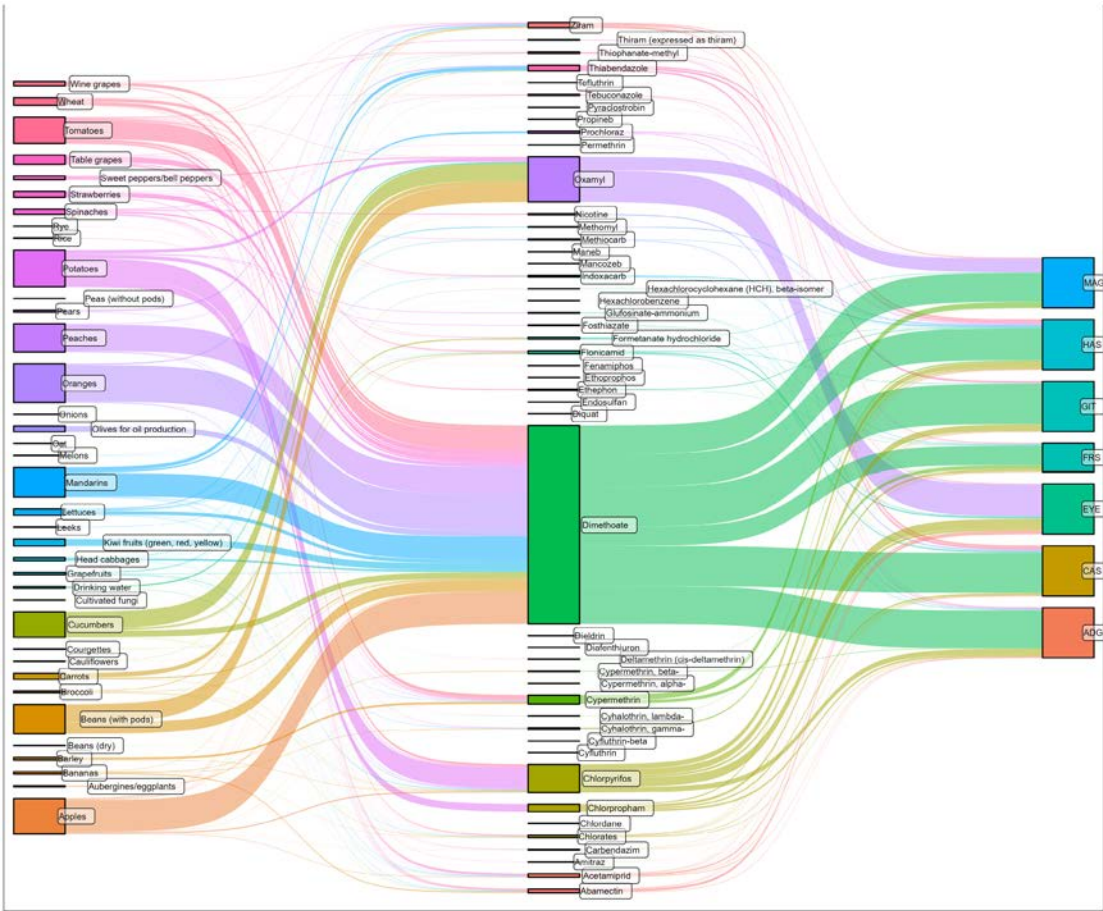 Wine grapes
Wheat
Tomatoes
Table grapes
Sweet peppers/bell peppers
Strawberries
Spinaches
Rye
Rice
Potatoes
Peas (without pods)
Pears
Peaches
Oranges
Onions
Olives for oil production
Oat
Melons
Mandarins
Lettuces
Leeks
Kiwi fruits (green, red, yellow)
Head cabbages
Grapefruits
Drinking water
Cultivated fungi
Cucumbers
Courgettes
Cauliflowers
Carrots
Broccoli
Beans (with pods)
Beans (dry)
Barley
Bananas
Aubergines/eggplants
Apples
Ziram
Thiram (expressed as thiram)
Thiophanate-methyl
Thiabendazole
Tefluthrin
Tebuconazole
Pyraclostrobin
Propineb
Prochloraz
Permethrin
Oxamyl
Nicotine
Methomyl
Methiocarb
Maneb
Mancozeb
Indoxacarb
Hexachlorocyclohexane (HCH), beta-isomer
Hexachlorobenzene
Glufosinate-ammonium
Fosthiazate
Formetanate hydrochloride
Flonicamid
Fenamiphos
Ethoprophos
Ethephon
Endosulfan
Diquat
Dimethoate
Dieldrin
Diafenthiuron
Deltamethrin (cis-deltamethrin)
Cypermethrin, beta-
Cypermethrin, alpha-
Cypermethrin
Cyhalothrin, lambda-
Cyhalothrin, gamma-
Cyfluthrin-beta
Cyfluthrin
Chlorpyrifos
Chlorpropham
Chlordane
Chlorates
Carbendazim
Amitraz
Acetamiprid
Abamectin
MAG
HAS
GIT
FRS
EYE
CAS
ADG